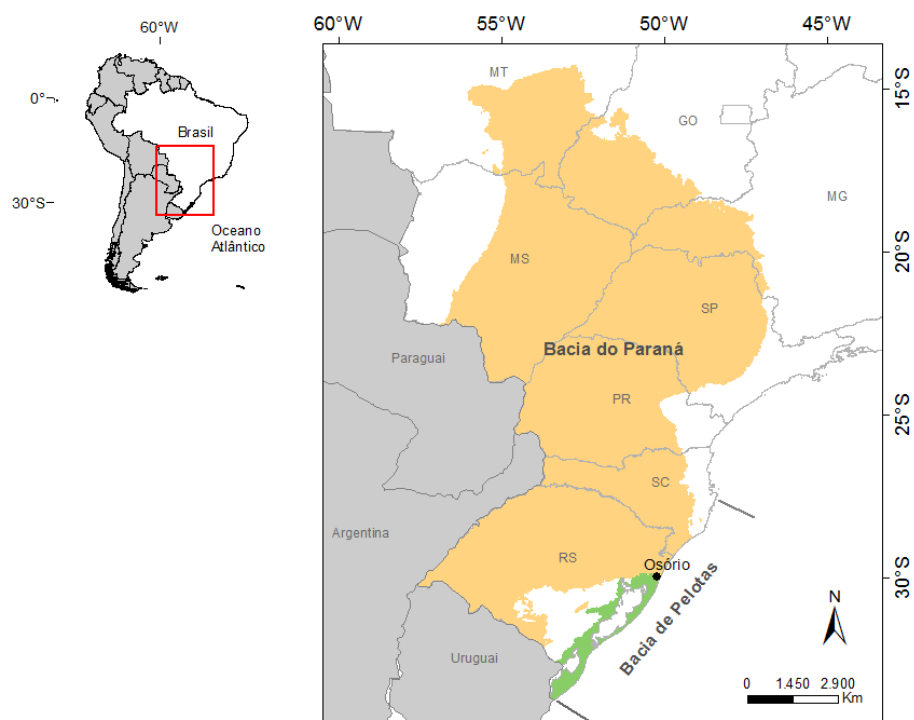 60°W
0°
Brasil
30°S
Oceano
Atlântico
60°W
55°W
50°W
45°W
15°S
20°S
25°S
30°S
MT
GO
MG
MS
SP
Paraguai
Bacia do Paraná
PR
SC
Argentina
RS
Osório
Bacia de Pelotas
Uruguai
N
0 1.450 2.900
Km